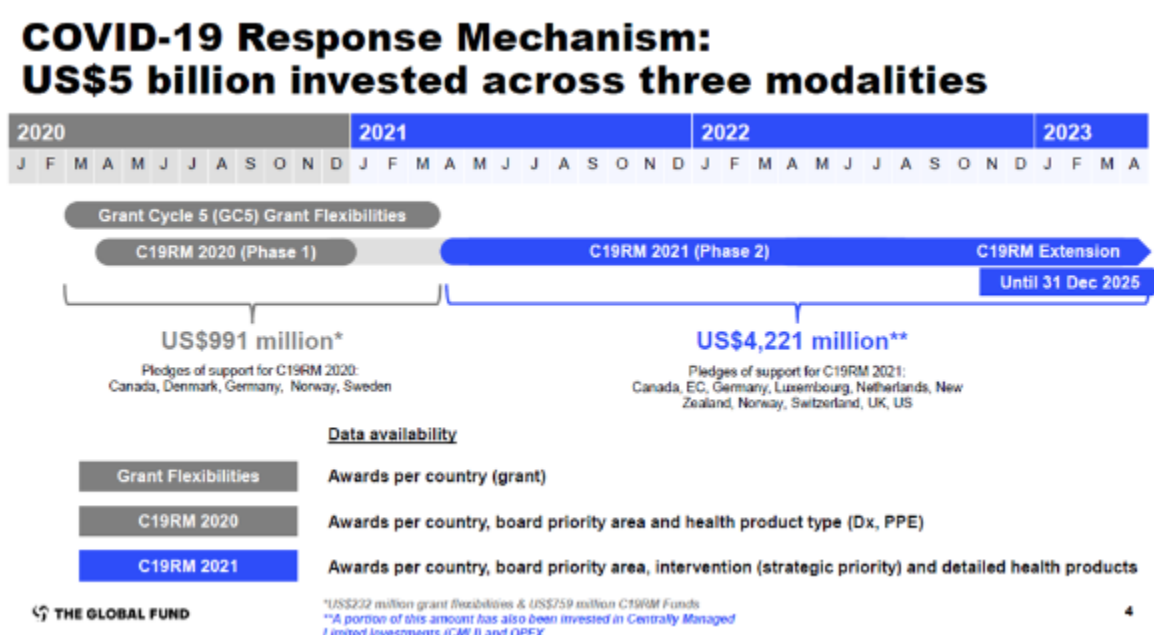 COVID-19 Response Mechanism:
US$5 billion invested across three modalities
2020 2021 2022 2023
J F M A M J J A S O N D J F M A M J J A S O N D J F M A M J J A S O N D J F M A
Grant Cycle 5 (GC5) Grant Flexibilities
C19RM 2020 (Phase 1) C19RM 2021 (Phase 2) C19RM Extension
Until 31 Dec 2025
US$991 million* US$4,221 million**
Pledges of support for C19RM 2020:
Canada, Denmark, Germany, Norway, Sweden
Pledges of support for C19RM 2021:
Canada, EC, Germany, Luxembourg, Netherlands, New
Zealand, Norway, Switzerland, UK, US
Data availability
Grant Flexibilities Awards per country (grant)
C19RM 2020 Awards per country, board priority area and health product type (Dx, PPE)
C19RM 2021 Awards per country, board priority area, intervention (strategic priority) and detailed health products
*US$232 million grant flexibilities & US$759 million C19RM Funds
**A portion of this amount has also been invested in Centrally Managed
Limited Investments (CMLI) and OPEX
THE GLOBAL FUND
4